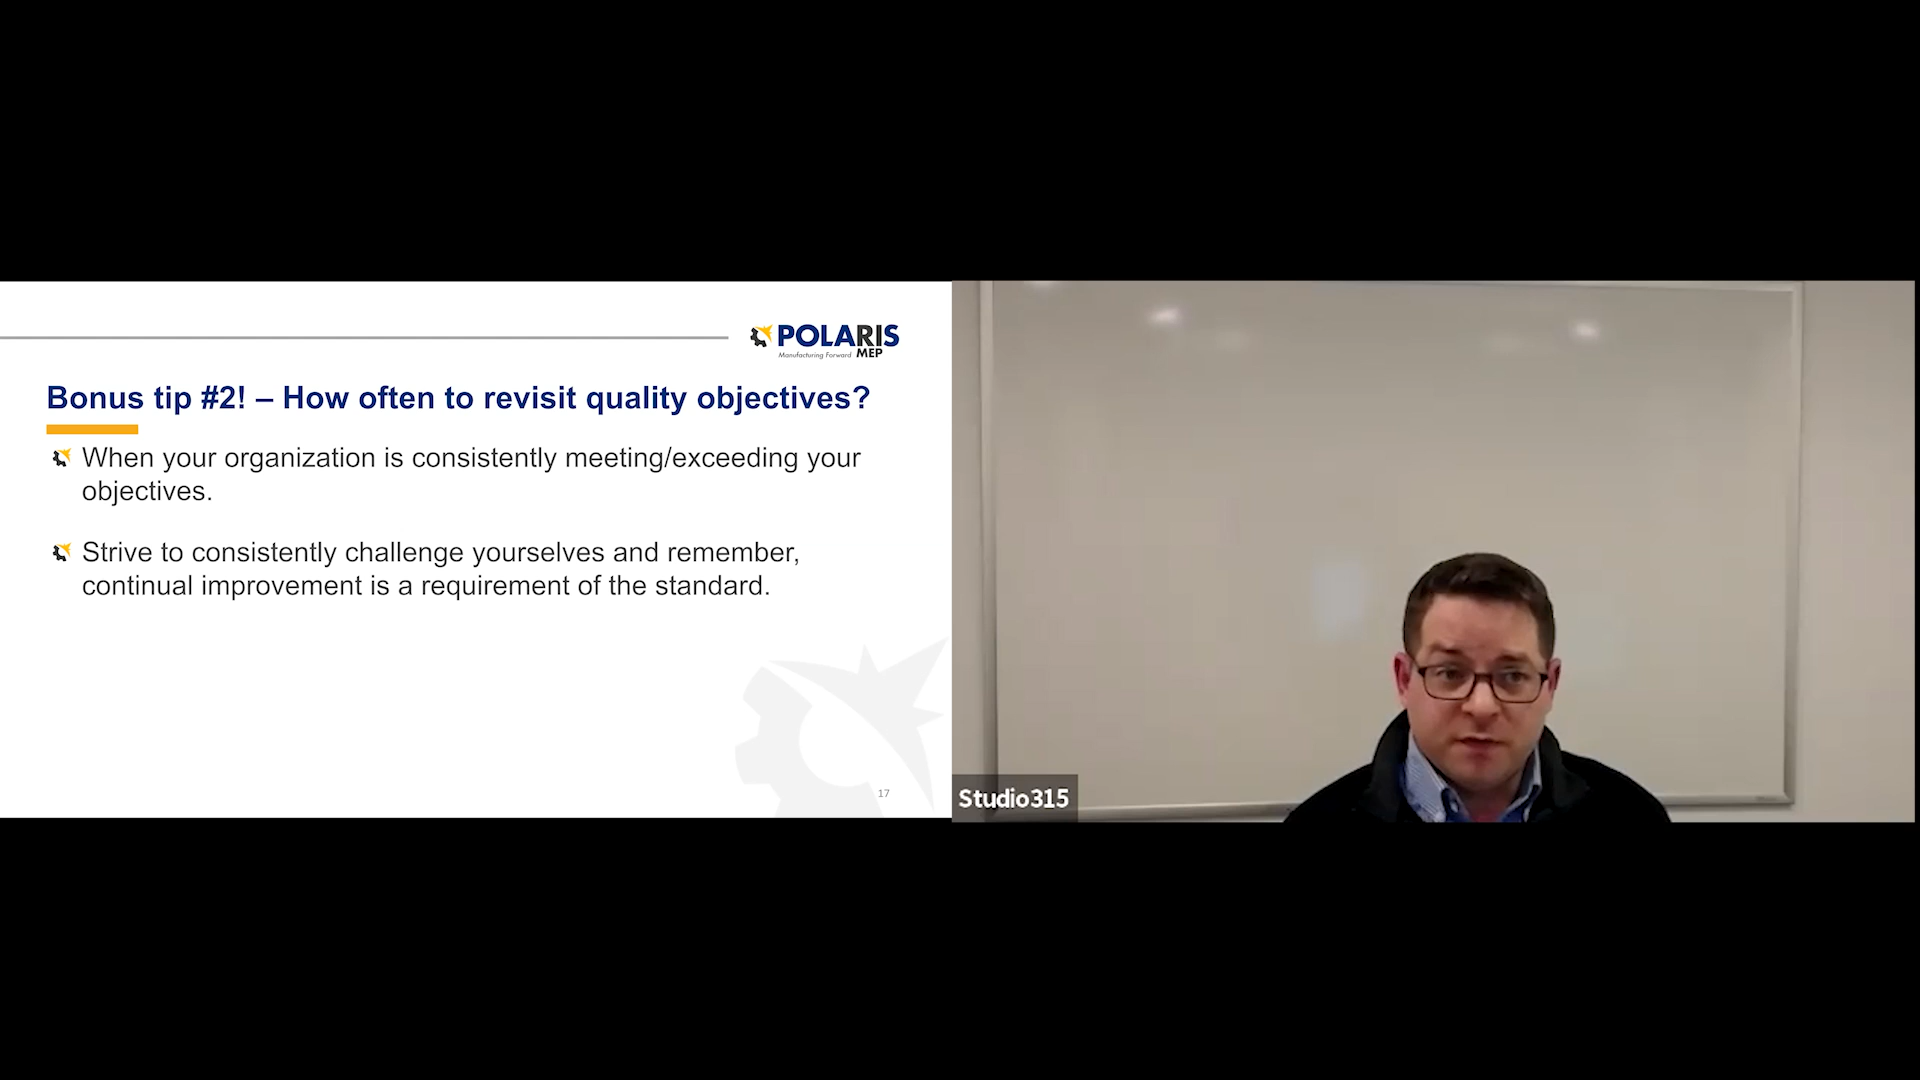 POLARIS
Manufacturing Forward MEP
Bonus tip #2! – How often to revisit quality objectives?
When your organization is consistently meeting/exceeding your
objectives.
Strive to consistently challenge yourselves and remember,
continual improvement is a requirement of the standard.
17
Studio315